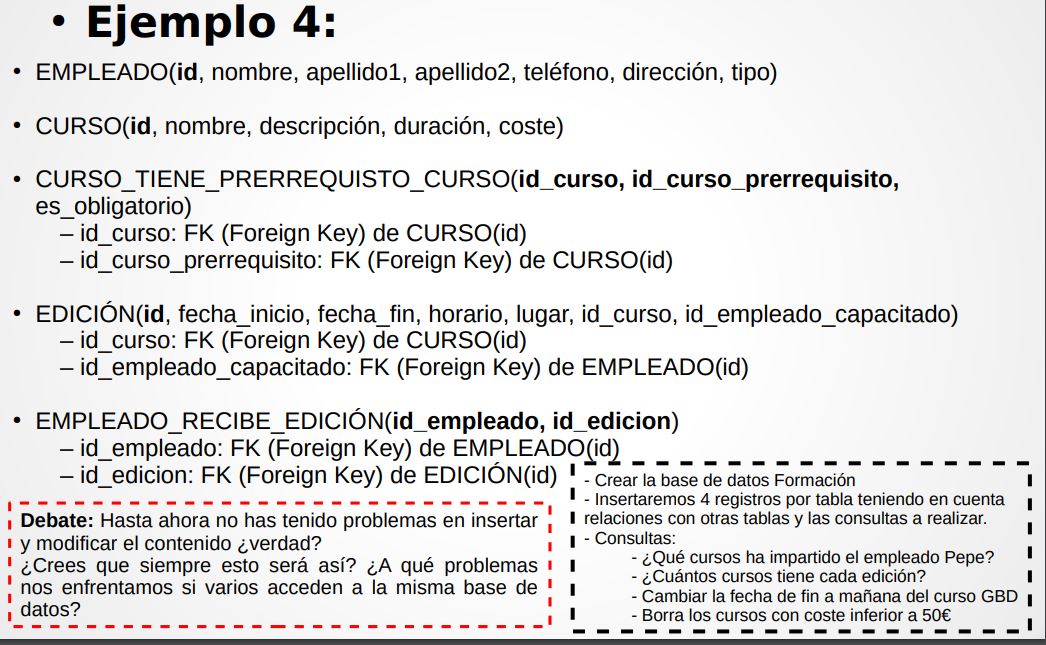 • Ejemplo 4:
• EMPLEADO(id, nombre, apellido1, apellido2, teléfono, dirección, tipo)
• CURSO(id, nombre, descripción, duración, coste)
• CURSO_TIENE_PRERREQUISTO_CURSO(id_curso, id_curso_prerrequisito,
es_obligatorio)
– id_curso: FK (Foreign Key) de CURSO(id)
– id_curso_prerrequisito: FK (Foreign Key) de CURSO(id)
• EDICIÓN(id, fecha_inicio, fecha_fin, horario, lugar, id_curso, id_empleado_capacitado)
– id_curso: FK (Foreign Key) de CURSO(id)
– id_empleado_capacitado: FK (Foreign Key) de EMPLEADO(id)
• EMPLEADO_RECIBE_EDICIÓN(id_empleado, id_edicion)
– id_empleado: FK (Foreign Key) de EMPLEADO(id)
– id_edicion: FK (Foreign Key) de EDICIÓN(id)
Debate: Hasta ahora no has tenido problemas en insertar
y modificar el contenido ¿verdad?
¿Crees que siempre esto será así? ¿A qué problemas
nos enfrentamos si varios acceden a la misma base de
datos?
- Crear la base de datos Formación
- Insertaremos 4 registros por tabla teniendo en cuenta
relaciones con otras tablas y las consultas a realizar.
- Consultas:
- ¿Qué cursos ha impartido el empleado Pepe?
- ¿Cuántos cursos tiene cada edición?
- Cambiar la fecha de fin a mañana del curso GBD
- Borra los cursos con coste inferior a 50€